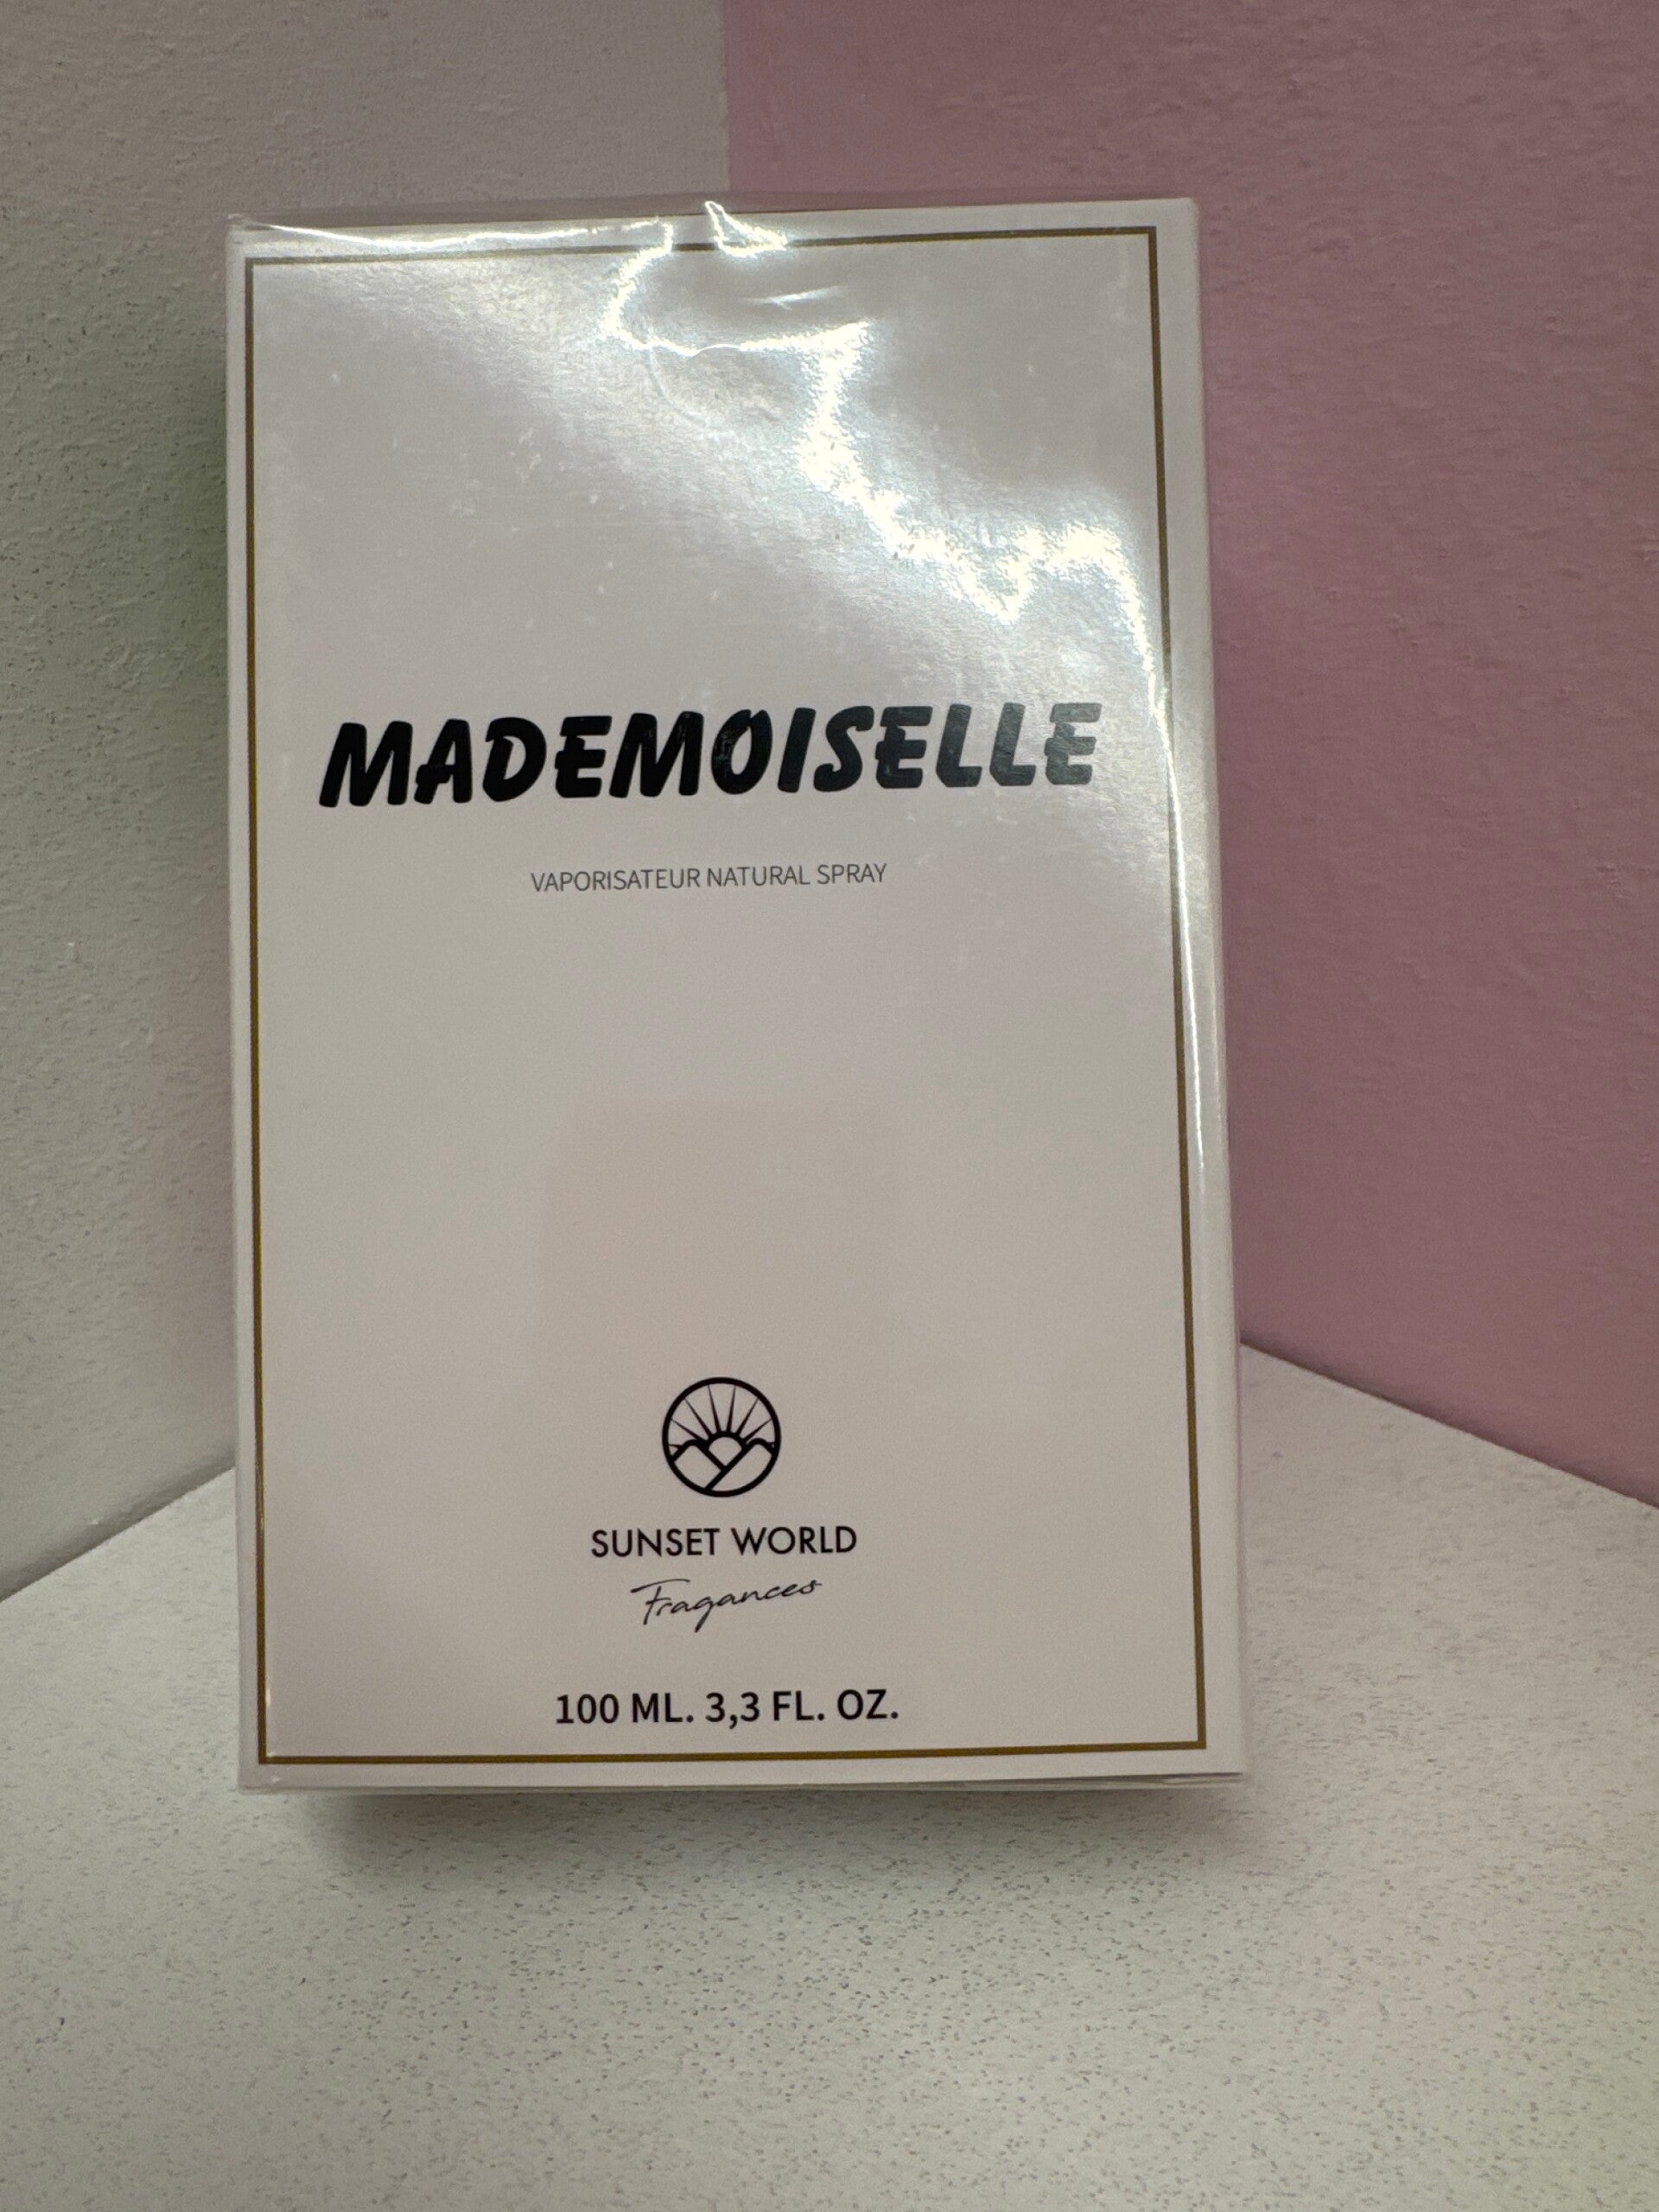 MADEMOISELLE
VAPORISATEUR NATURAL SPRAY
SUNSET WORLD
Fragances
100 ML. 3,3 FL. OZ.